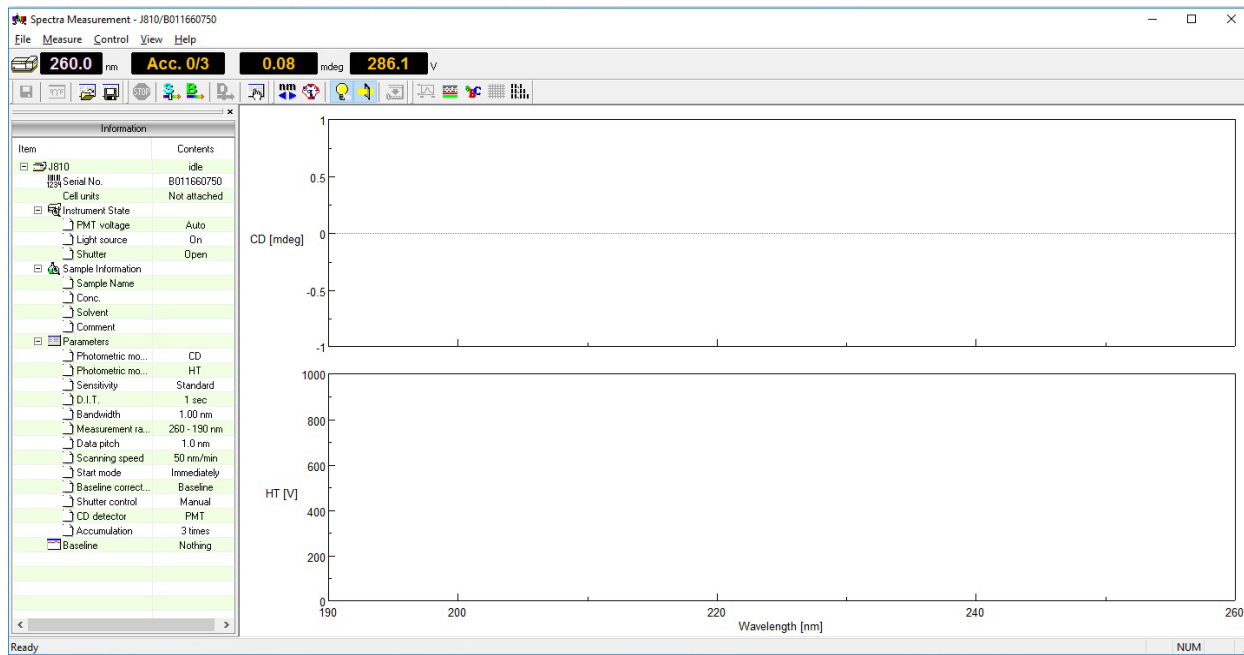 Spectra Measurement - J810/B011660750
File Measure Control View Help
260.0 nm Acc. 0/3 0.08 mdeg 286.1 V
STOP S B D nm BC
Information
Item Contents
J810 idle
1234 Serial No. B011660750
Cell units Not attached
Instrument State
PMT voltage Auto
Light source On
Shutter Open
Sample Information
Sample Name
Conc.
Solvent
Comment
Parameters
Photometric mo... CD
Photometric mo... HT
Sensitivity Standard
D.I.T. 1 sec
Bandwidth 1.00 nm
Measurement ra... 260 - 190 nm
Data pitch 1.0 nm
Scanning speed 50 nm/min
Start mode Immediately
Baseline correct... Baseline
Shutter control Manual
CD detector PMT
Accumulation 3 times
Baseline Nothing
1
0.5
CD [mdeg] 0
-0.5
-1
1000
800
600
HT [V]
400
200
0
190 200 220 240 260
Wavelength [nm]
Ready NUM